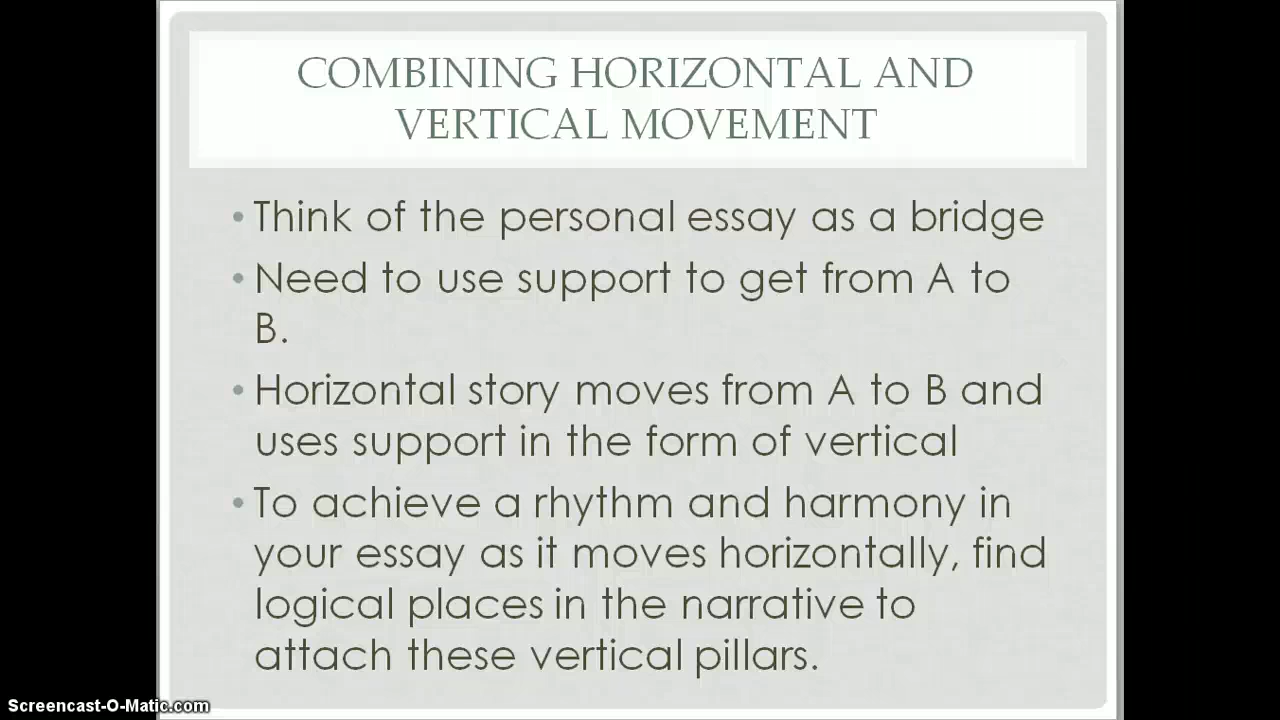 COMBINING HORIZONTAL AND
VERTICAL MOVEMENT
• Think of the personal essay as a bridge
• Need to use support to get from A to
B.
• Horizontal story moves from A to B and
uses support in the form of vertical
• To achieve a rhythm and harmony in
your essay as it moves horizontally, find
logical places in the narrative to
attach these vertical pillars.
Screencast-O-Matic.com